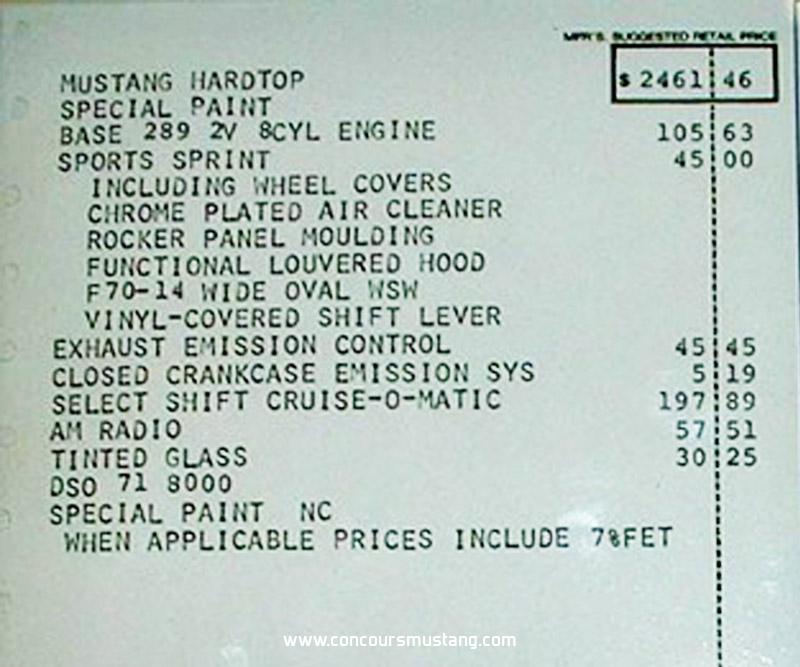 MFR'S. SUGGESTED RETAIL PRICE
MUSTANG HARDTOP $ 2461 46
SPECIAL PAINT
BASE 289 2V 8CYL ENGINE 105 63
SPORTS SPRINT 45 00
INCLUDING WHEEL COVERS
CHROME PLATED AIR CLEANER
ROCKER PANEL MOULDING
FUNCTIONAL LOUVERED HOOD
F70-14 WIDE OVAL WSW
VINYL-COVERED SHIFT LEVER
EXHAUST EMISSION CONTROL 45 45
CLOSED CRANKCASE EMISSION SYS 5 19
SELECT SHIFT CRUISE-O-MATIC 197 89
AM RADIO 57 51
TINTED GLASS 30 25
DSO 71 8000
SPECIAL PAINT NC
WHEN APPLICABLE PRICES INCLUDE 7%FET
www.concoursmustang.com